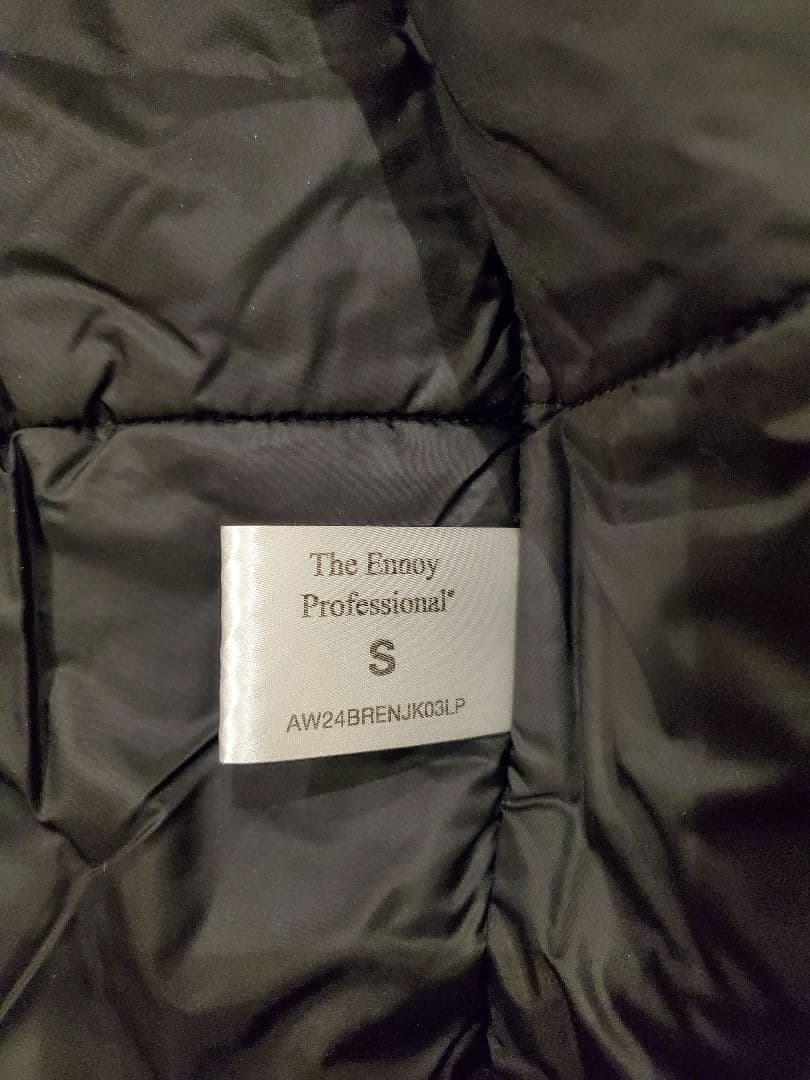 The Ennoy
Professional®
S
AW24BRENJK03LP